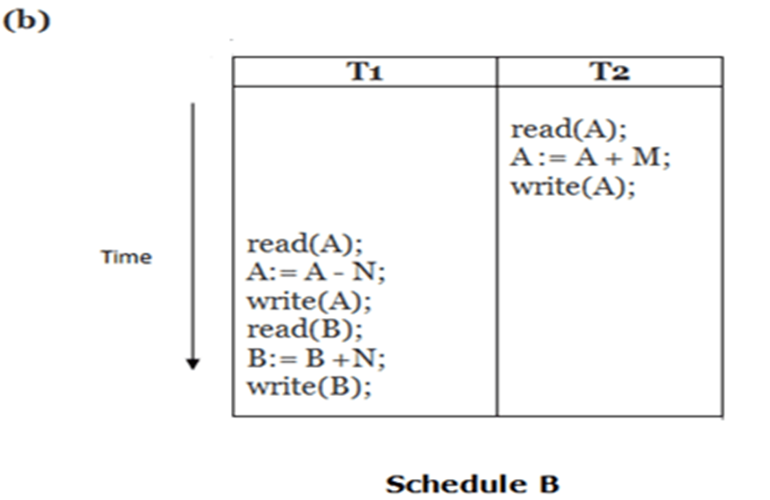 (b)
T1
T2
read(A);
A:= A + M;
write(A);
Time
read(A);
A:= A - N;
write(A);
read(B);
B:= B +N;
write(B);
Schedule B